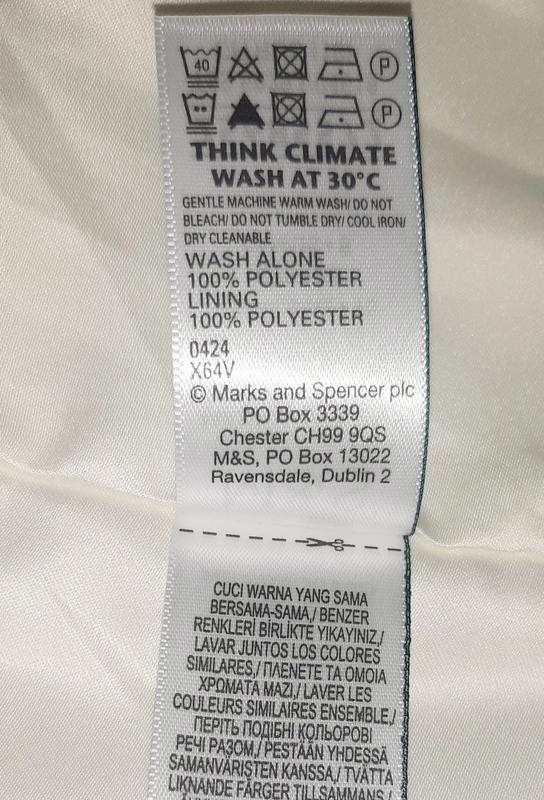 40 P
P
THINK CLIMATE
WASH AT 30°C
GENTLE MACHINE WARM WASH/ DO NOT
BLEACH/ DO NOT TUMBLE DRY/ COOL IRON/
DRY CLEANABLE
WASH ALONE
100% POLYESTER
LINING
100% POLYESTER
0424
X64V
© Marks and Spencer plc
PO Box 3339
Chester CH99 9QS
M&S, PO Box 13022
Ravensdale, Dublin 2
CUCI WARNA YANG SAMA
BERSAMA-SAMA,/ BENZER
RENKLERİ BİRLİKTE YIKAYINIZ,/
LAVAR JUNTOS LOS COLORES
SIMILARES,/ ΠΛΕΝΕΤΕ ΤΑ ΟΜΟΙΑ
ΧΡΩΜΑΤΑ ΜΑΖΙ,/ LAVER LES
COULEURS SIMILAIRES ENSEMBLE,/
ПЕРІТЬ ПОДІБНІ КОЛЬОРОВІ
РЕЧІ РАЗОМ,/ PESTÄÄN YHDESSÄ
SAMANVÄRISTEN KANSSA,/ TVÄTTA
LIKNANDE FÄRGER TILLSAMMANS,/